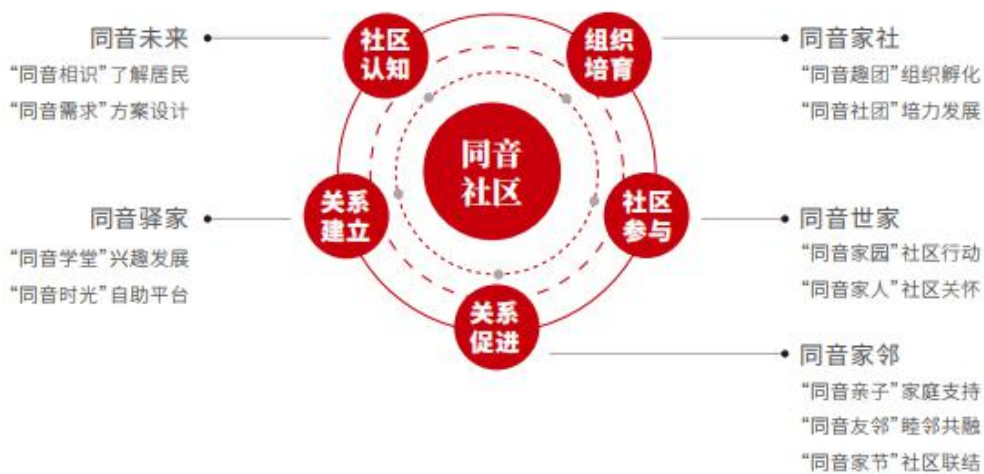 同音未来
“同音相识”了解居民
“同音需求”方案设计
社区
认知
组织
培育
同音家社
“同音趣团”组织孵化
“同音社团”培力发展
同音
社区
同音驿家
“同音学堂”兴趣发展
“同音时光”自助平台
关系
建立
社区
参与
同音世家
“同音家园”社区行动
“同音家人”社区关怀
关系
促进
同音家邻
“同音亲子”家庭支持
“同音友邻”睦邻共融
“同音家节”社区联结